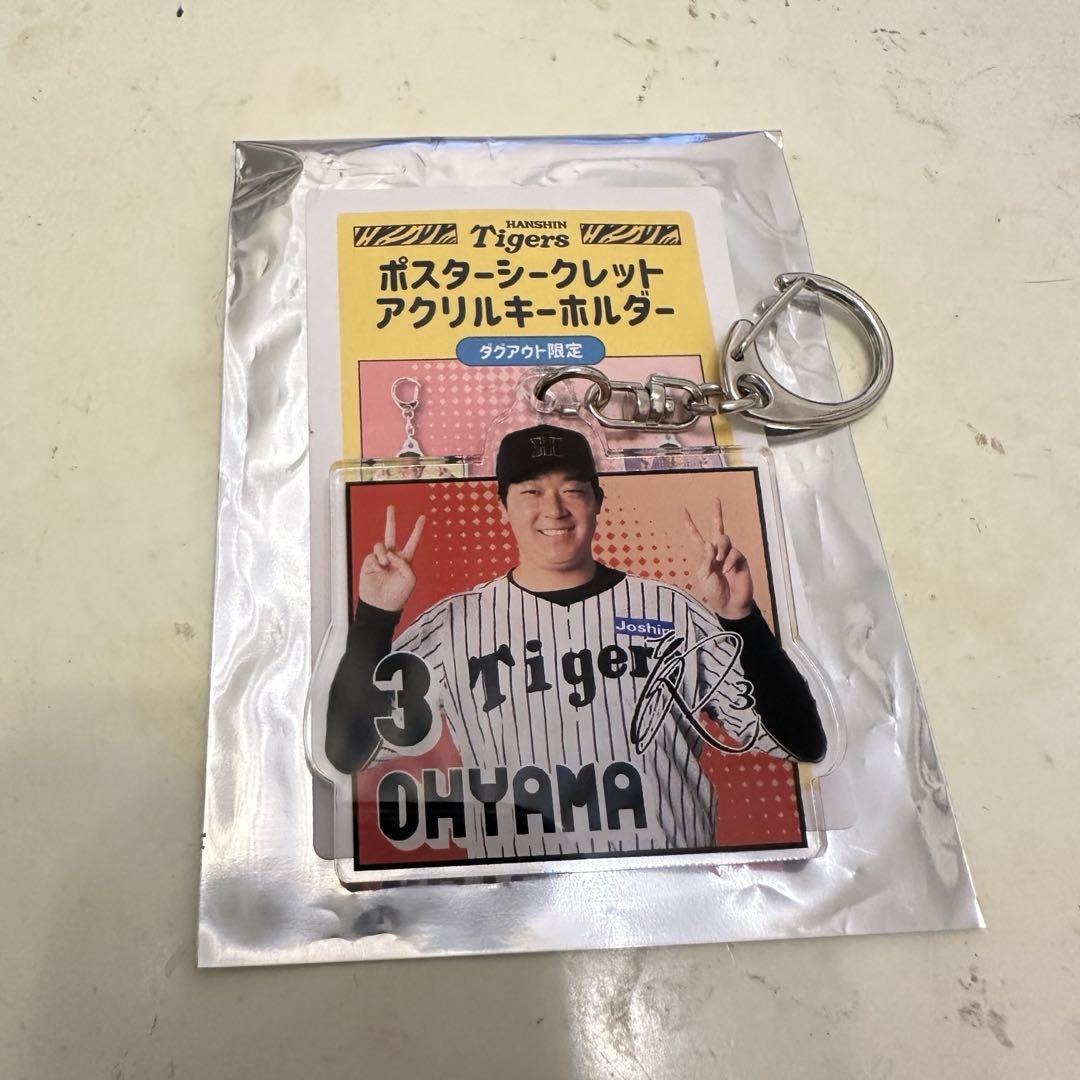 HANSHIN
Tigers
ポスターシークレット
アクリルキーホルダー
ダグアウト限定
Joshin
Tigers
3
3
OHYAMA